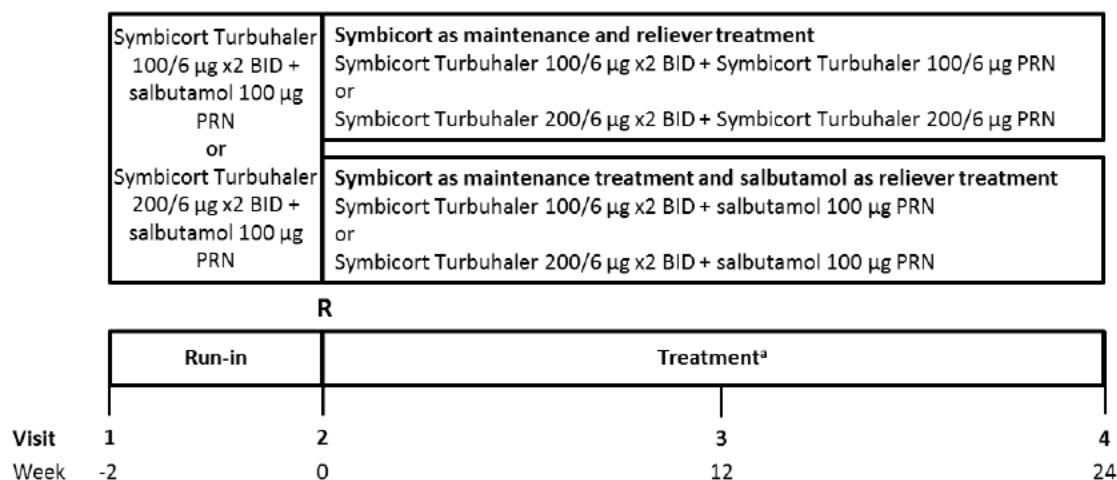 Symbicort Turbuhaler
100/6 µg x2 BID +
salbutamol 100 µg
PRN
or
Symbicort Turbuhaler
200/6 µg x2 BID +
salbutamol 100 µg
PRN
Symbicort as maintenance and reliever treatment
Symbicort Turbuhaler 100/6 µg x2 BID + Symbicort Turbuhaler 100/6 µg PRN
or
Symbicort Turbuhaler 200/6 µg x2 BID + Symbicort Turbuhaler 200/6 µg PRN
Symbicort as maintenance treatment and salbutamol as reliever treatment
Symbicort Turbuhaler 100/6 µg x2 BID + salbutamol 100 µg PRN
or
Symbicort Turbuhaler 200/6 µg x2 BID + salbutamol 100 µg PRN
R
Run-in Treatmentᵃ
Visit 1 2 3 4
Week -2 0 12 24